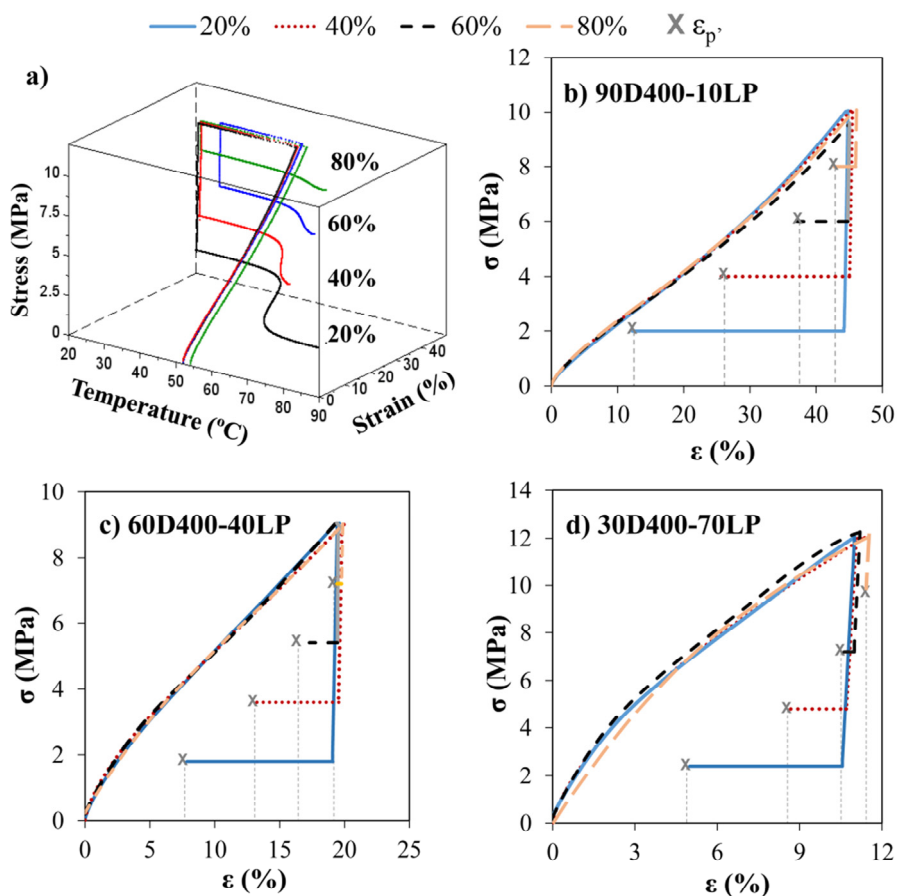 20% 40% 60% 80% X εp'
a)
Stress (MPa)
10
7.5
5
2.5
0
80%
60%
40%
20%
20 30 40 50 60 70 80 90
Temperature (ºC)
0 10 20 30 40
Strain (%)
b) 90D400-10LP
σ (MPa)
12
10
8
6
4
2
0
0 10 20 30 40 50
ε (%)
c) 60D400-40LP
σ (MPa)
10
8
6
4
2
0
0 5 10 15 20 25
ε (%)
d) 30D400-70LP
σ (MPa)
14
12
10
8
6
4
2
0
0 3 6 9 12
ε (%)